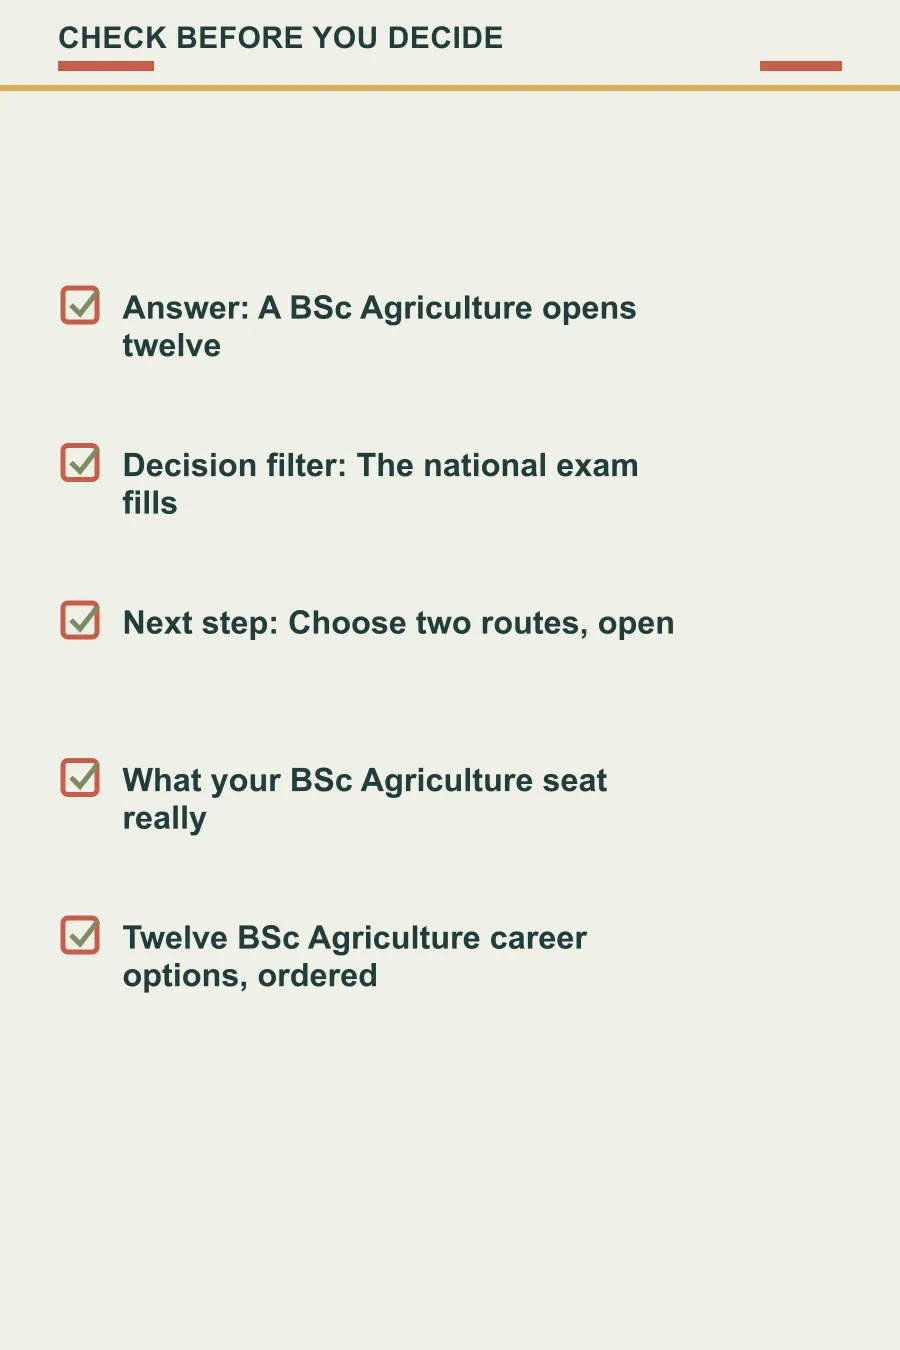 CHECK BEFORE YOU DECIDE
Answer: A BSc Agriculture opens
twelve
Decision filter: The national exam
fills
Next step: Choose two routes, open
What your BSc Agriculture seat
really
Twelve BSc Agriculture career
options, ordered